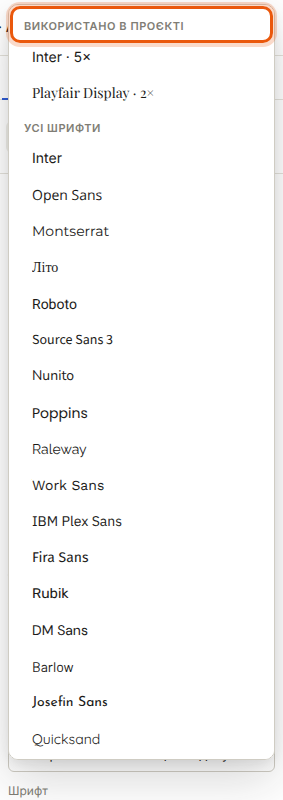 ВИКОРИСТАНО В ПРОЄКТІ
Inter · 5×
Playfair Display · 2×
УСІ ШРИФТИ
Inter
Open Sans
Montserrat
Літо
Roboto
Source Sans 3
Nunito
Poppins
Raleway
Work Sans
IBM Plex Sans
Fira Sans
Rubik
DM Sans
Barlow
Josefin Sans
Quicksand
Шрифт